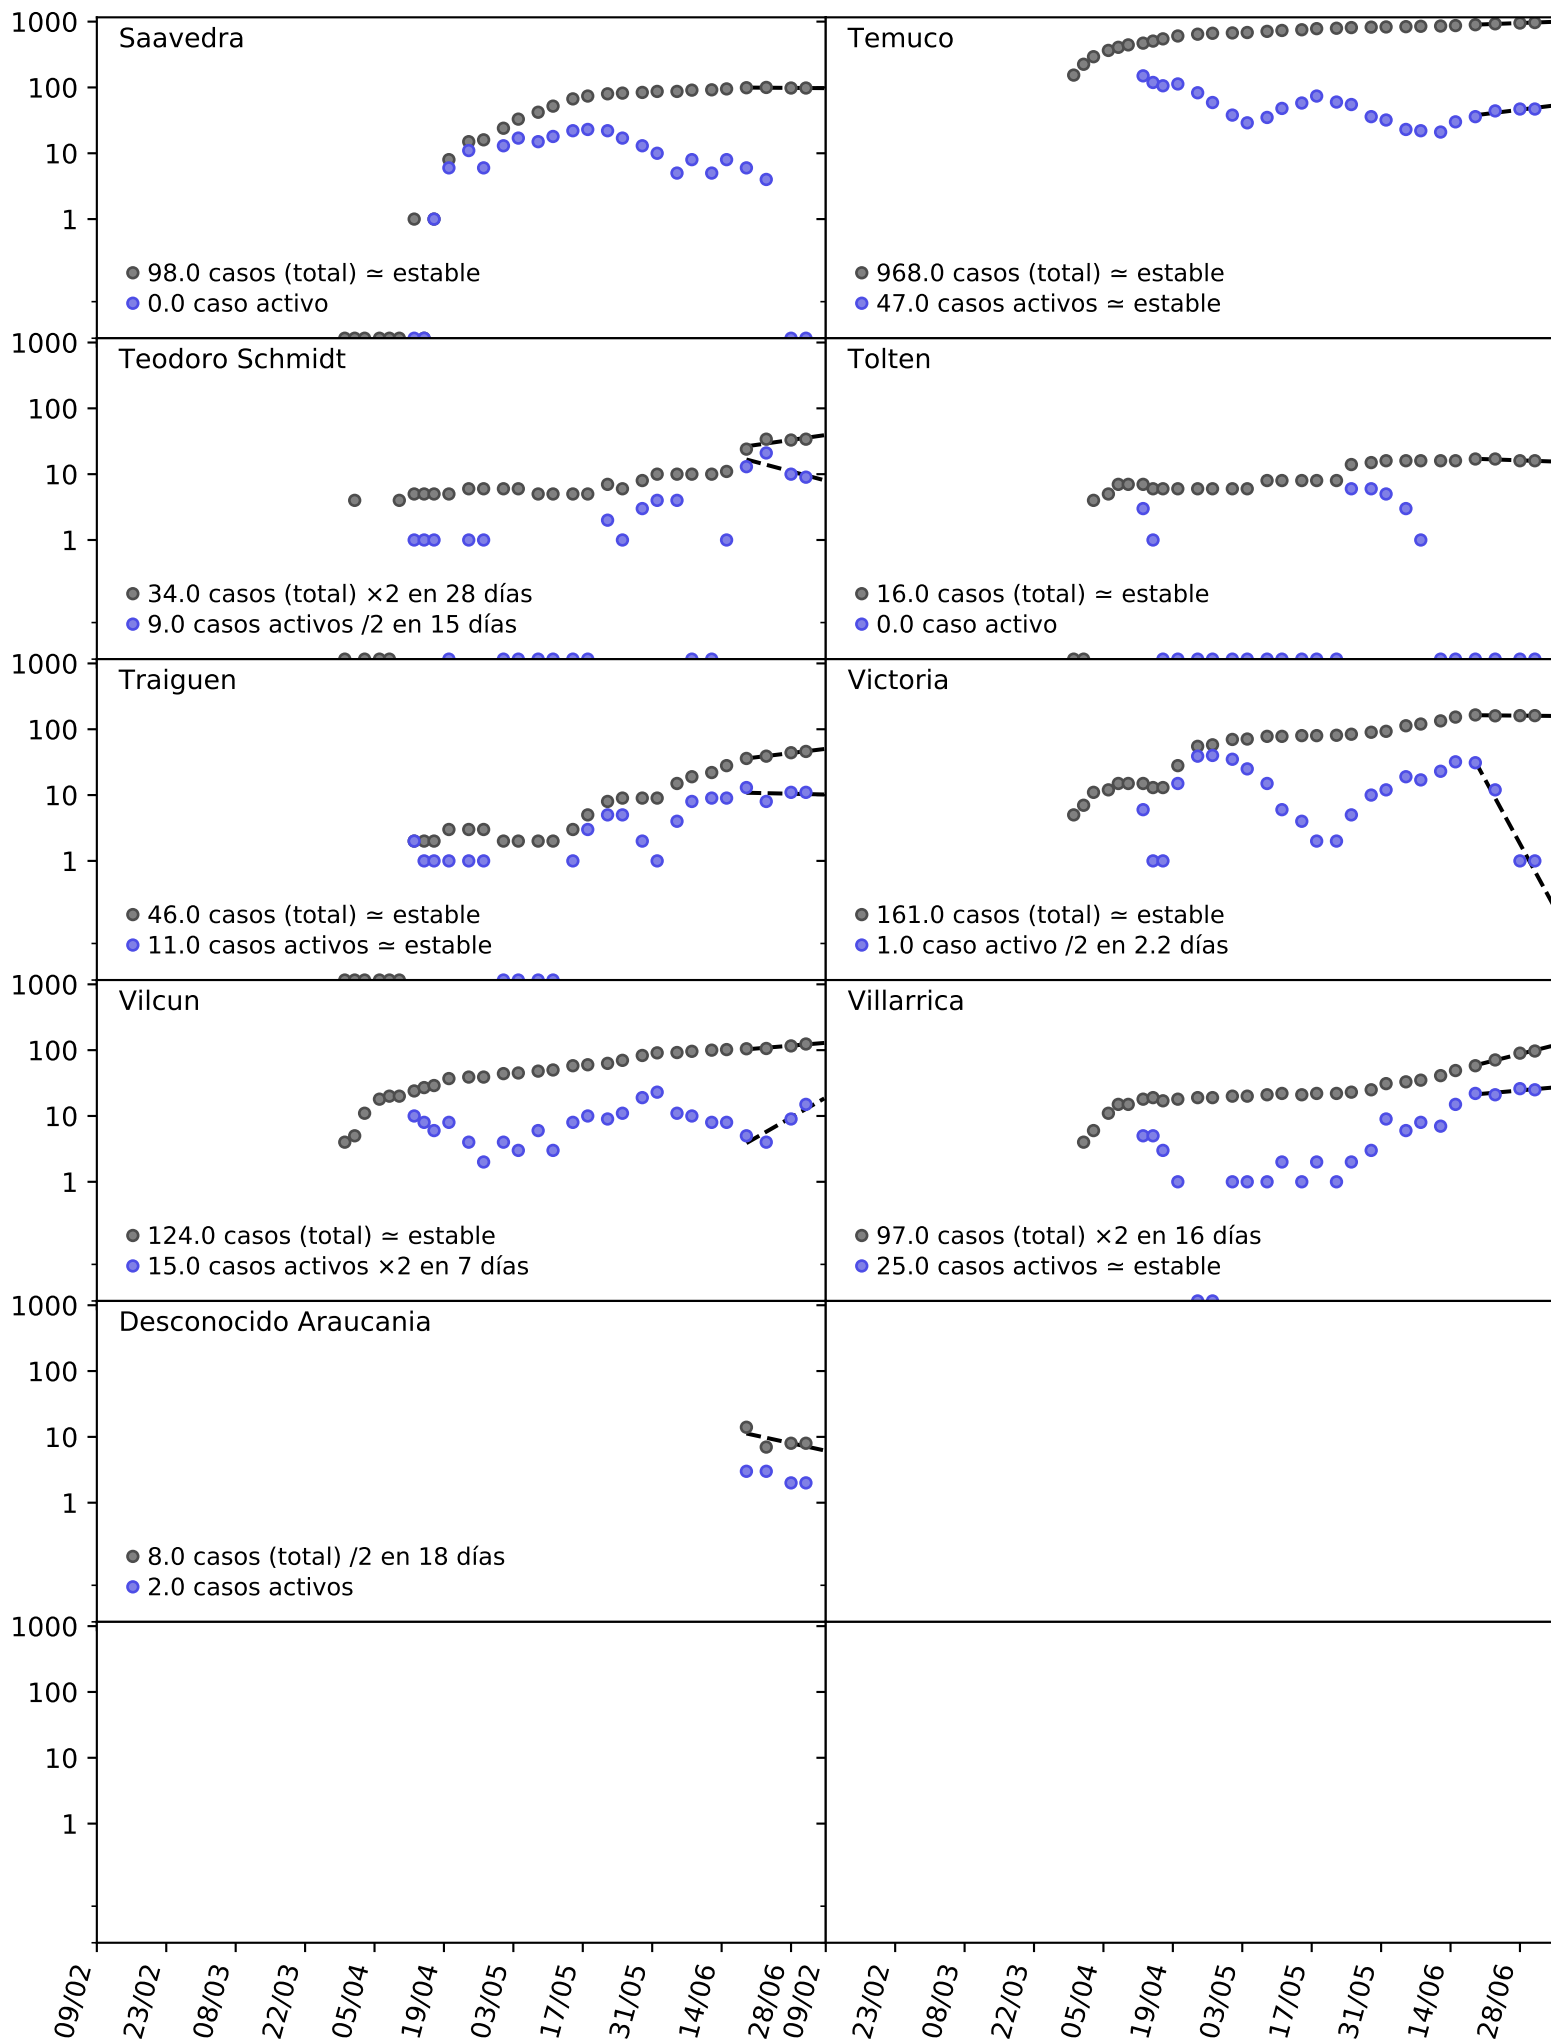 1000
100
10
1
Saavedra
98.0 casos (total) ≃ estable
0.0 caso activo
Temuco
968.0 casos (total) ≃ estable
47.0 casos activos ≃ estable
1000
100
10
1
Teodoro Schmidt
34.0 casos (total) ×2 en 28 días
9.0 casos activos /2 en 15 días
Tolten
16.0 casos (total) ≃ estable
0.0 caso activo
1000
100
10
1
Traiguen
46.0 casos (total) ≃ estable
11.0 casos activos ≃ estable
Victoria
161.0 casos (total) ≃ estable
1.0 caso activo /2 en 2.2 días
1000
100
10
1
Vilcun
124.0 casos (total) ≃ estable
15.0 casos activos ×2 en 7 días
Villarrica
97.0 casos (total) ×2 en 16 días
25.0 casos activos ≃ estable
1000
100
10
1
Desconocido Araucania
8.0 casos (total) /2 en 18 días
2.0 casos activos
1000
100
10
1
09/02
23/02
08/03
22/03
05/04
19/04
03/05
17/05
31/05
14/06
28/06
09/02
23/02
08/03
22/03
05/04
19/04
03/05
17/05
31/05
14/06
28/06